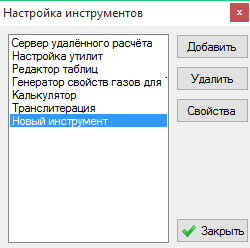 Настройка инструментов
Сервер удалённого расчёта
Настройка утилит
Редактор таблиц
Генератор свойств газов для
Калькулятор
Транслитерация
Новый инструмент
Добавить
Удалить
Свойства
Закрыть